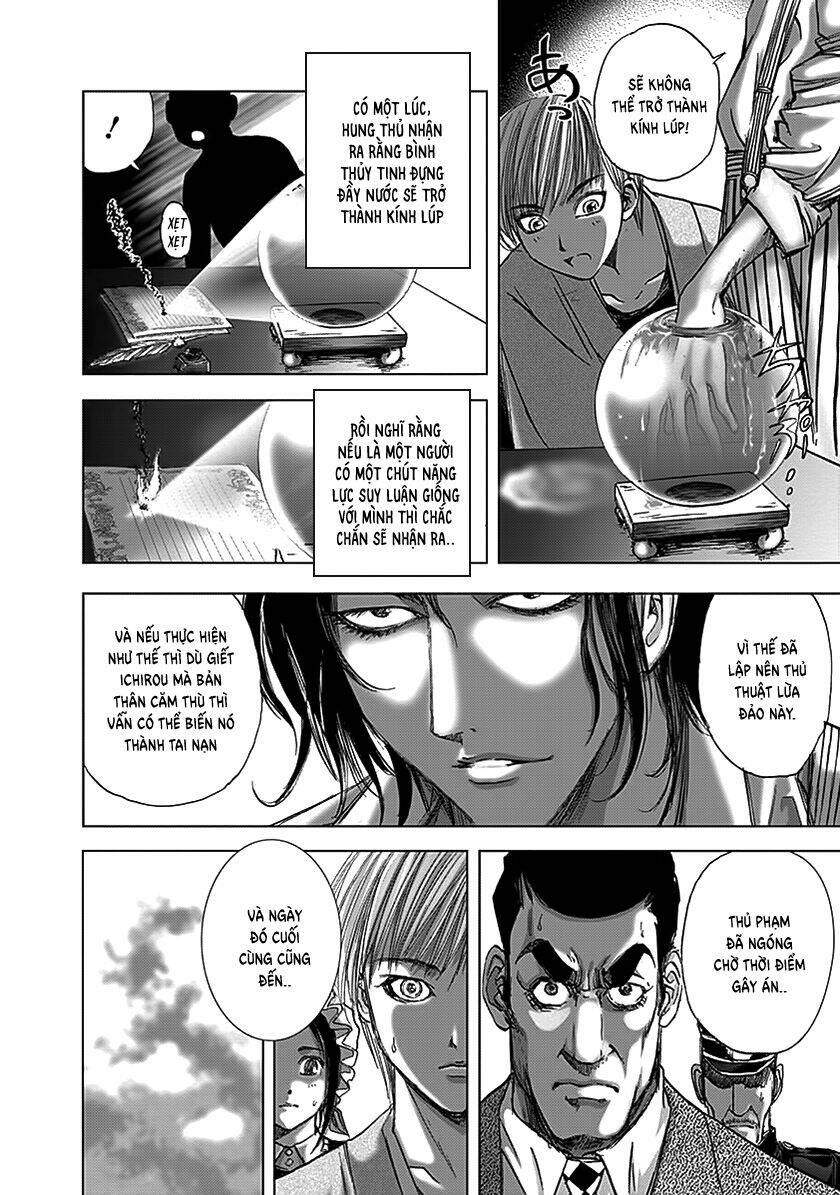 SẼ KHÔNG
THỂ TRỞ THÀNH
KÍNH LÚP!
あっ
CÓ MỘT LÚC,
HUNG THỦ NHẬN
RA RẰNG BÌNH
THỦY TINH ĐỰNG
ĐẦY NƯỚC SẼ TRỞ
THÀNH KÍNH LÚP
!
XẸT
XẸT
RỒI NGHĨ RẰNG
NẾU LÀ MỘT NGƯỜI
CÓ MỘT CHÚT NĂNG
LỰC SUY LUẬN GIỐNG
VỚI MÌNH THÌ CHẮC
CHẮN SẼ NHẬN RA..
VÌ THẾ ĐÃ
LẬP NÊN THỦ
THUẬT LỪA
ĐẢO NÀY.
VÀ NẾU THỰC HIỆN
NHƯ THẾ THÌ DÙ GIẾT
ICHIROU MÀ BẢN
THÂN CĂM THÙ THÌ
VẪN CÓ THỂ BIẾN NÓ
THÀNH TAI NẠN
THỦ PHẠM
ĐÃ NGÓNG
CHỜ THỜI ĐIỂM
GÂY ÁN..
VÀ NGÀY
ĐÓ CUỐI
CÙNG CŨNG
ĐẾN..